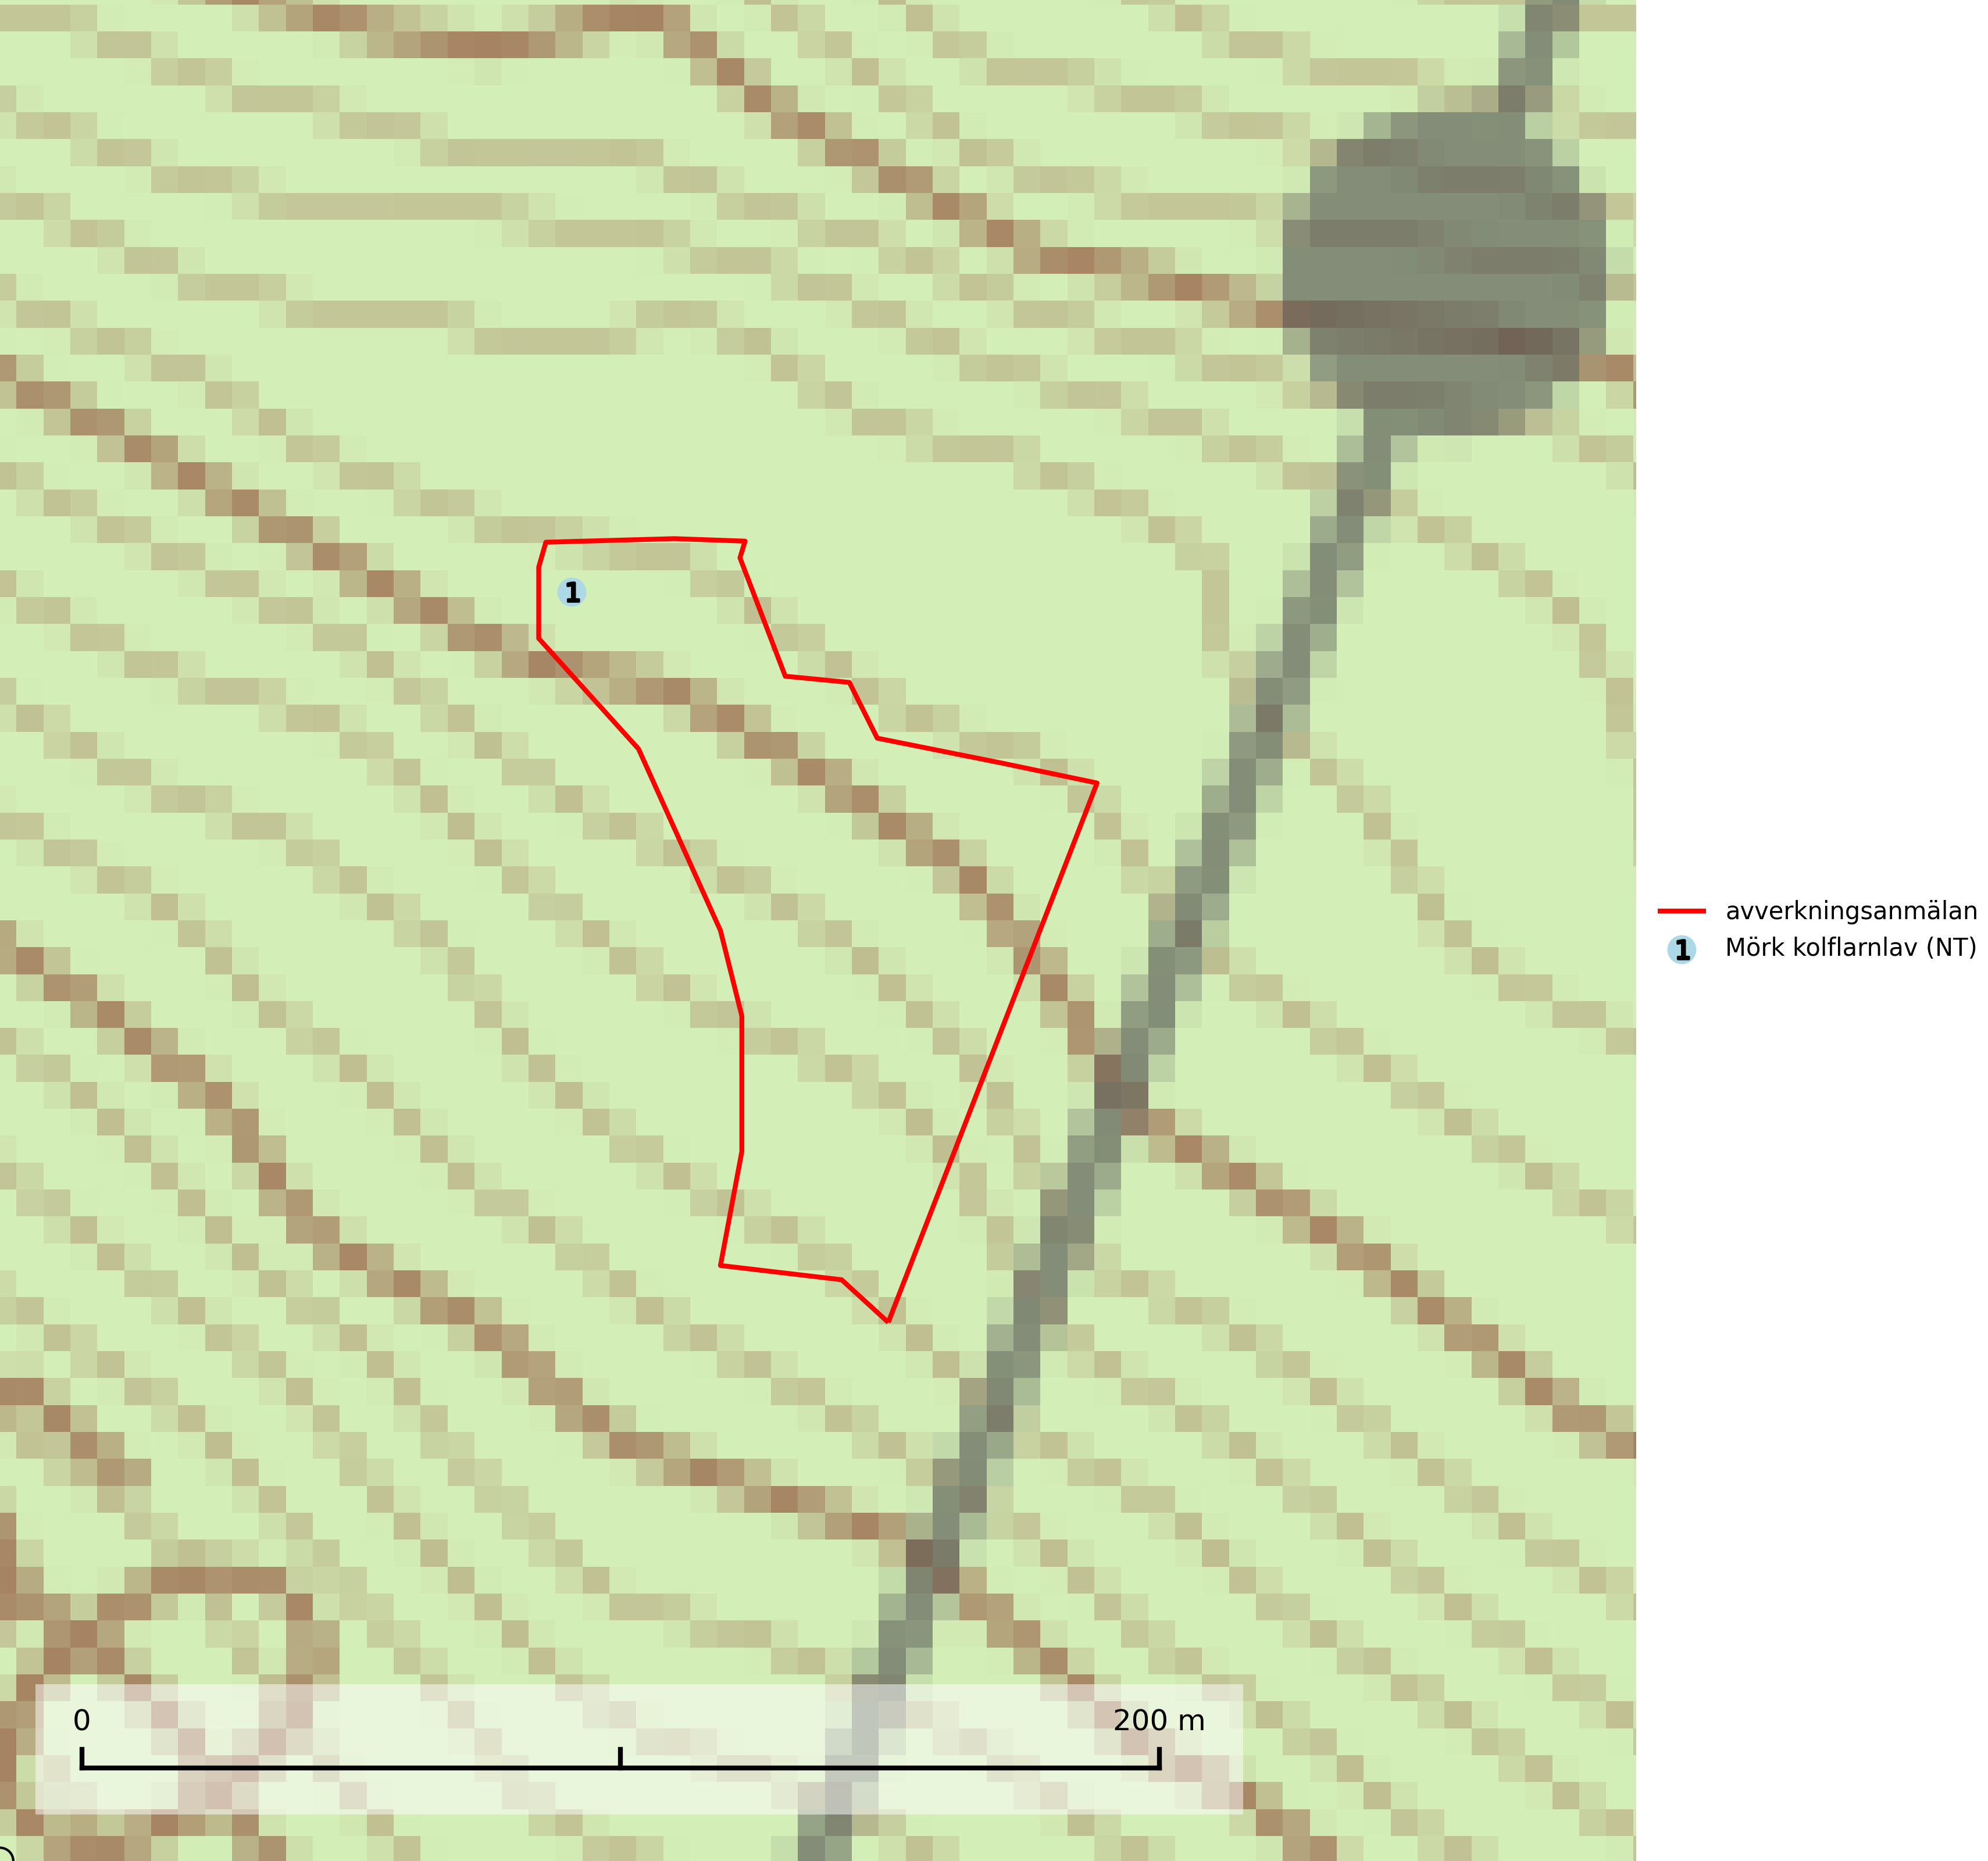 1
avverkningsanmälan
1 Mörk kolflarnlav (NT)
0 200 m